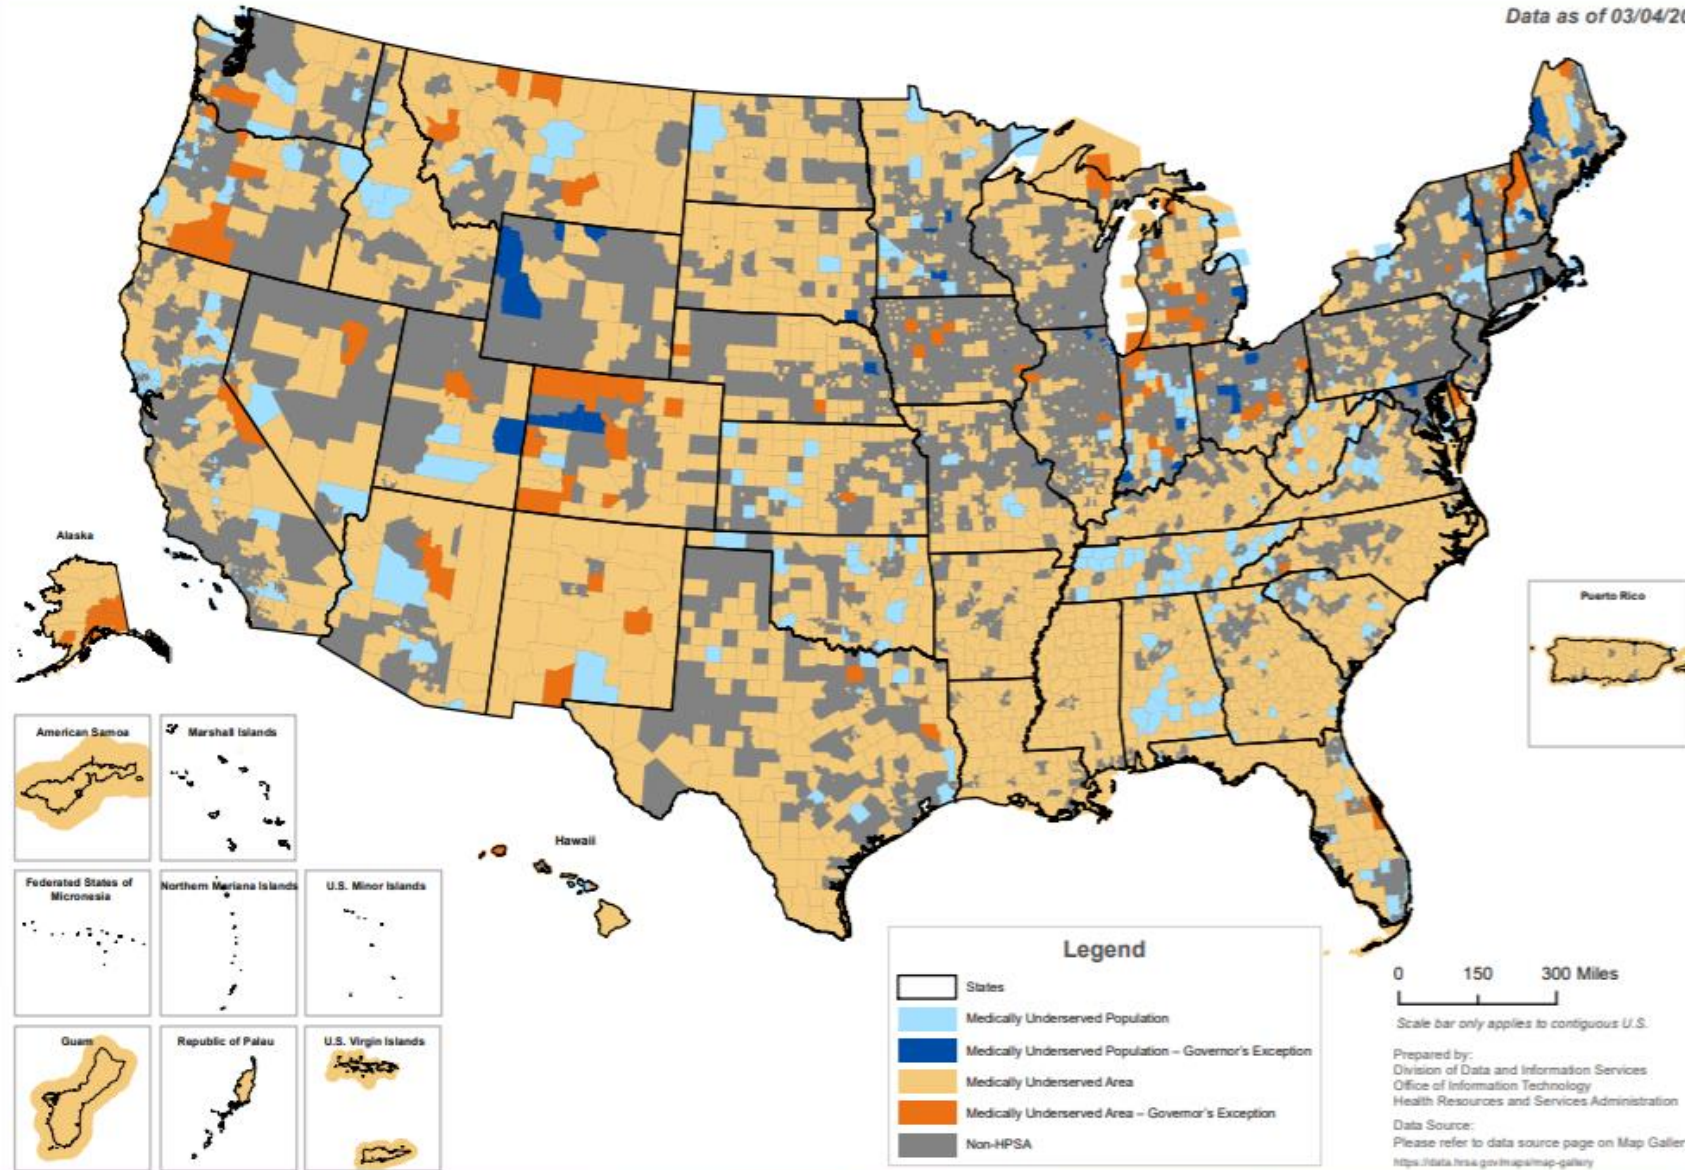 Data as of 03/04/20
Alaska
Puerto Rico
American Samoa
Marshall Islands
Hawaii
Federated States of
Micronesia
Northern Mariana Islands
U.S. Minor Islands
Guam
Republic of Palau
U.S. Virgin Islands
Legend
States
Medically Underserved Population
Medically Underserved Population – Governor's Exception
Medically Underserved Area
Medically Underserved Area – Governor's Exception
Non-HPSA
0 150 300 Miles
Scale bar only applies to contiguous U.S.
Prepared by:
Division of Data and Information Services
Office of Information Technology
Health Resources and Services Administration
Data Source:
Please refer to data source page on Map Galler
https://data.hrsa.gov/maps/map-gallery